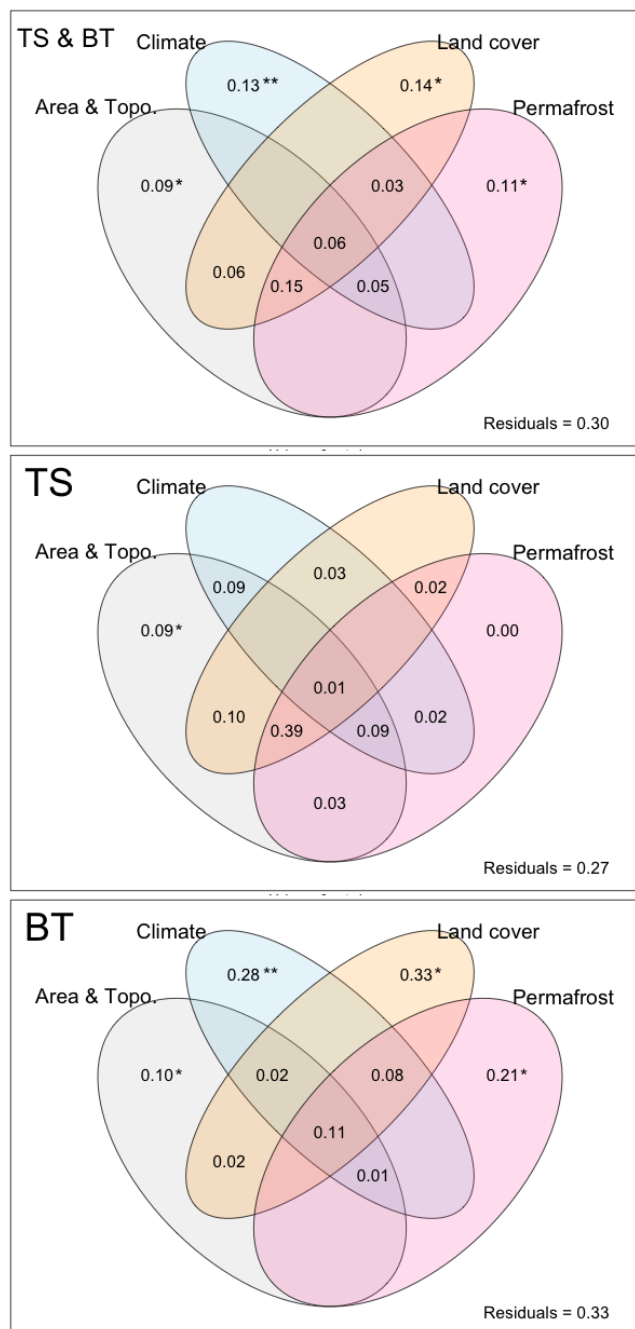 TS & BT
Climate
Land cover
Area & Topo.
Permafrost
0.13**
0.14*
0.09*
0.03
0.11*
0.06
0.06
0.15
0.05
Residuals = 0.30
TS
Climate
Land cover
Area & Topo.
Permafrost
0.09
0.03
0.02
0.09*
0.00
0.01
0.10
0.39
0.09
0.02
0.03
Residuals = 0.27
BT
Climate
Land cover
Area & Topo.
Permafrost
0.28**
0.33*
0.10*
0.02
0.08
0.21*
0.11
0.02
0.01
Residuals = 0.33